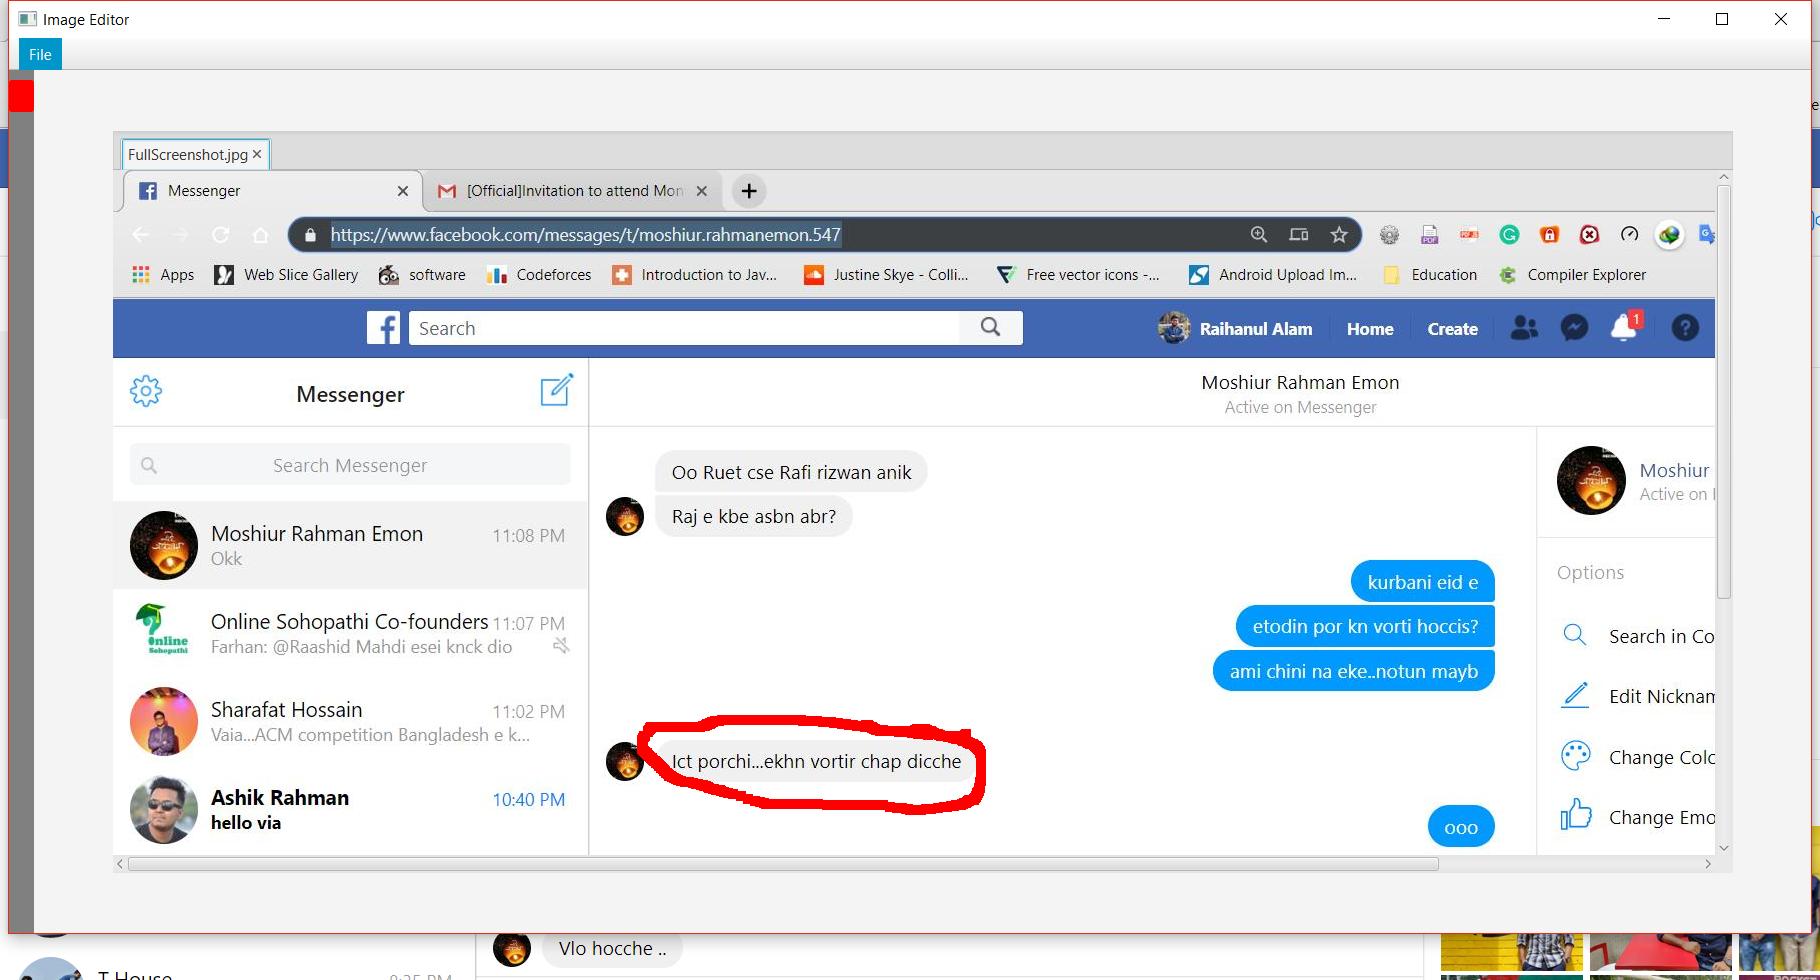 Image Editor
File
FullScreenshot.jpg
Messenger
[Official]Invitation to attend Mon
https://www.facebook.com/messages/t/moshiur.rahmanemon.547
Apps
Web Slice Gallery
software
Codeforces
Introduction to Jav...
Justine Skye - Colli...
Free vector icons -...
Android Upload Im...
Education
Compiler Explorer
Search
Raihanul Alam
Home
Create
1
Messenger
Moshiur Rahman Emon
Active on Messenger
Search Messenger
Moshiur Rahman Emon
11:08 PM
Okk
Online Sohopathi Co-founders
11:07 PM
Farhan: @Raashid Mahdi esei knck dio
Online
Sohopathi
Sharafat Hossain
11:02 PM
Vaia...ACM competition Bangladesh e k...
Ashik Rahman
10:40 PM
hello via
Oo Ruet cse Rafi rizwan anik
Raj e kbe asbn abr?
kurbani eid e
etodin por kn vorti hoccis?
ami chini na eke..notun mayb
Ict porchi...ekhn vortir chap dicche
ooo
Moshiur
Active on
Options
Search in Co
Edit Nicknam
Change Colo
Change Emo
Vlo hocche ..
T House